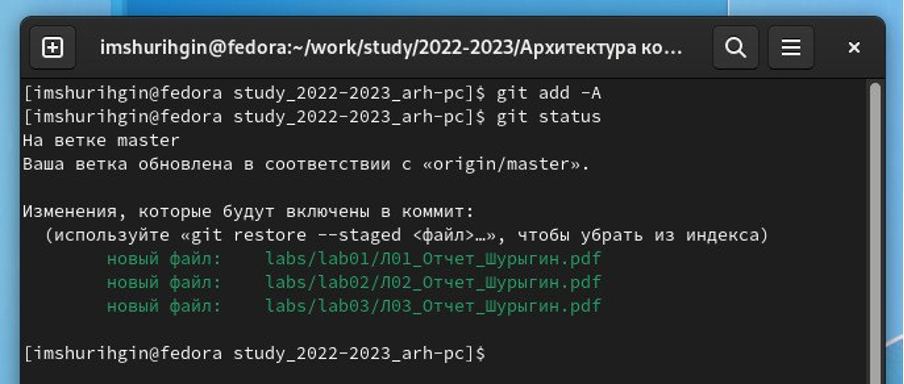 imshurihgin@fedora:~/work/study/2022-2023/Архитектура ко...
[imshurihgin@fedora study_2022-2023_arh-pc]$ git add -A
[imshurihgin@fedora study_2022-2023_arh-pc]$ git status
На ветке master
Ваша ветка обновлена в соответствии с «origin/master».
Изменения, которые будут включены в коммит:
(используйте «git restore --staged <файл>…», чтобы убрать из индекса)
новый файл: labs/lab01/Л01_Отчет_Шурыгин.pdf
новый файл: labs/lab02/Л02_Отчет_Шурыгин.pdf
новый файл: labs/lab03/Л03_Отчет_Шурыгин.pdf
[imshurihgin@fedora study_2022-2023_arh-pc]$